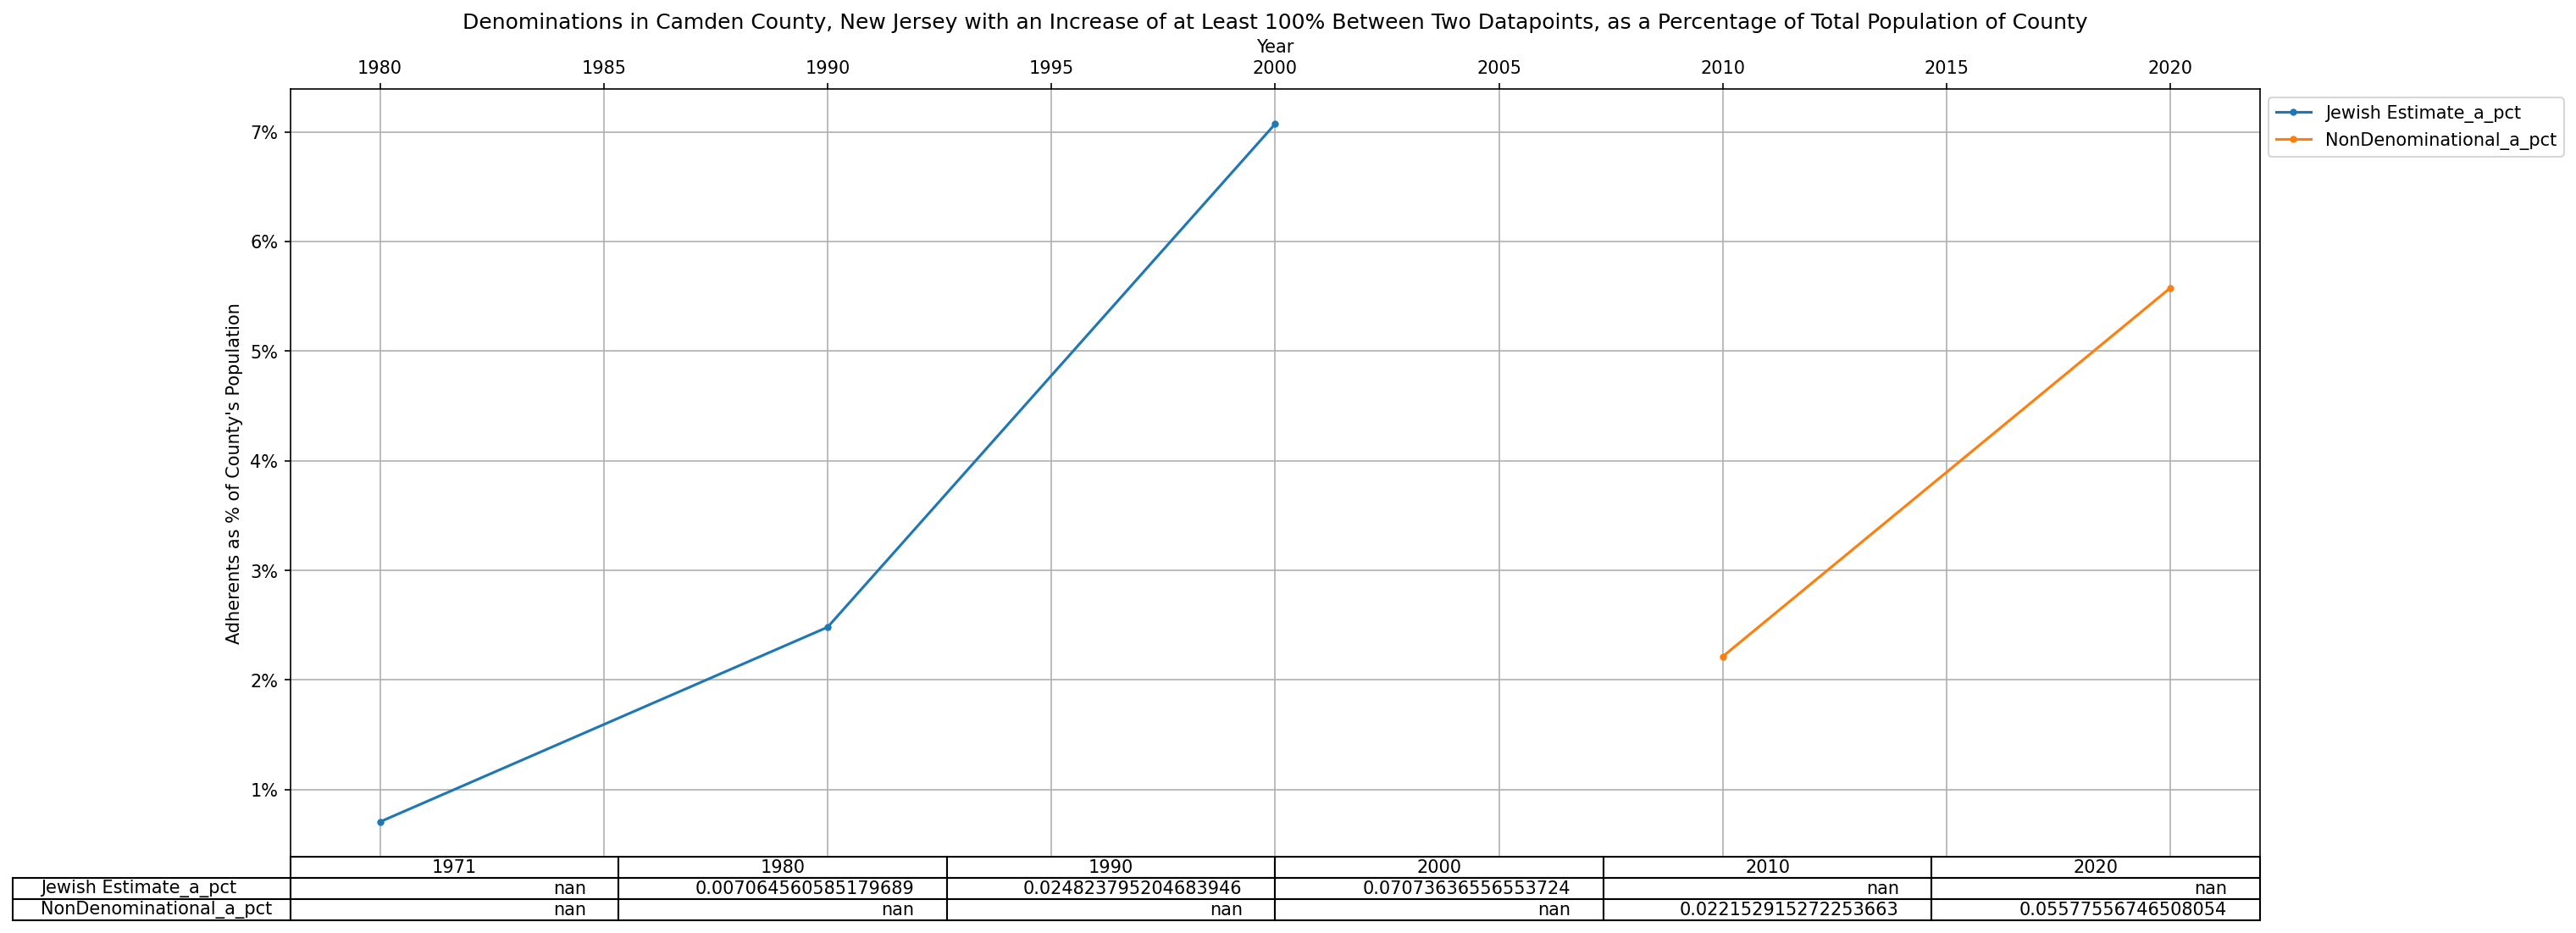 Denominations in Camden County, New Jersey with an Increase of at Least 100% Between Two Datapoints, as a Percentage of Total Population of County
Year
1980 1985 1990 1995 2000 2005 2010 2015 2020
Jewish Estimate_a_pct
NonDenominational_a_pct
Adherents as % of County's Population
7%
6%
5%
4%
3%
2%
1%
1971 1980 1990 2000 2010 2020
Jewish Estimate_a_pct nan 0.007064560585179689 0.024823795204683946 0.07073636556553724 nan nan
NonDenominational_a_pct nan nan nan nan 0.022152915272253663 0.05577556746508054